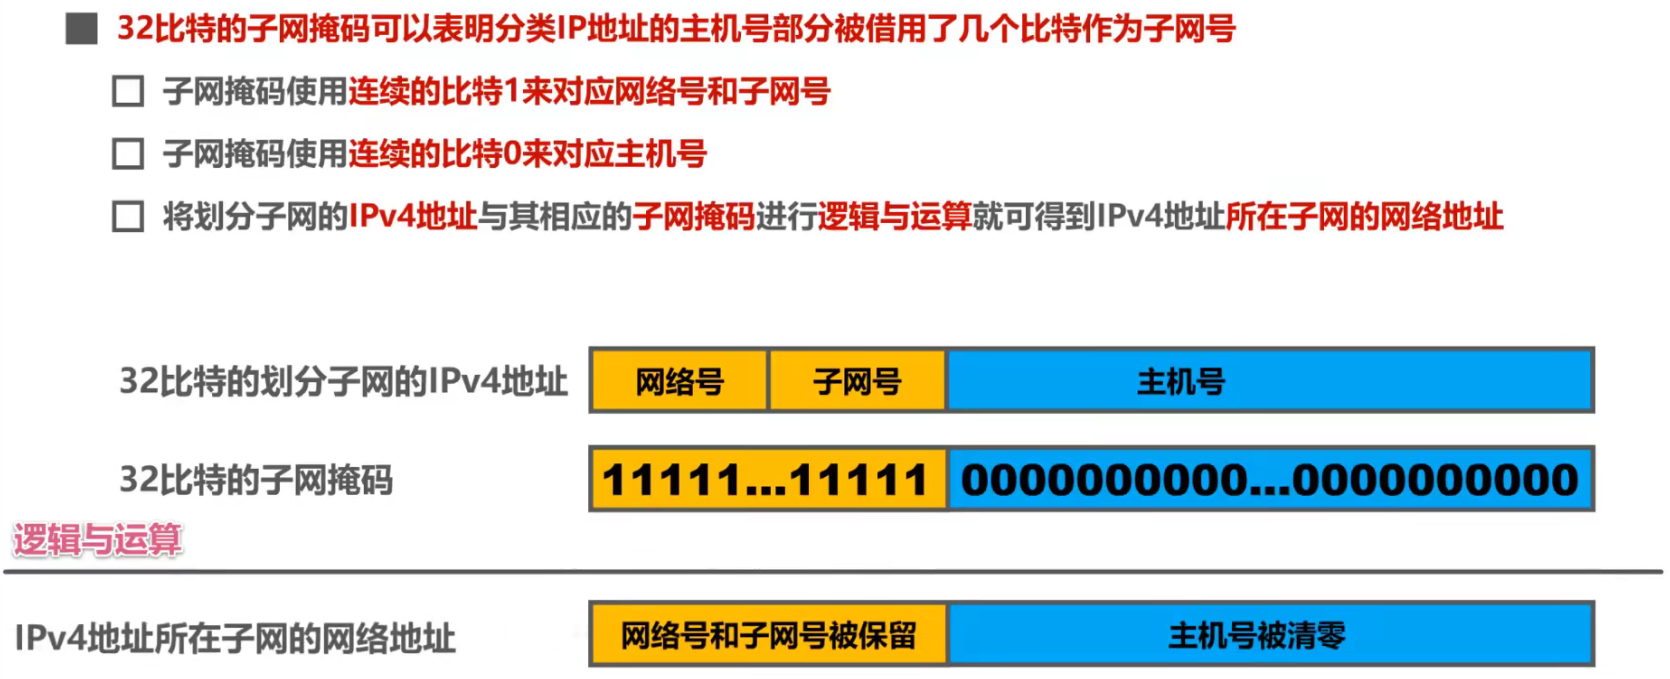 32比特的子网掩码可以表明分类IP地址的主机号部分被借用了几个比特作为子网号
子网掩码使用连续的比特1来对应网络号和子网号
子网掩码使用连续的比特0来对应主机号
将划分子网的IPv4地址与其相应的子网掩码进行逻辑与运算就可得到IPv4地址所在子网的网络地址
32比特的划分子网的IPv4地址 网络号 子网号 主机号
32比特的子网掩码 11111...11111 0000000000...0000000000
逻辑与运算
IPv4地址所在子网的网络地址 网络号和子网号被保留 主机号被清零